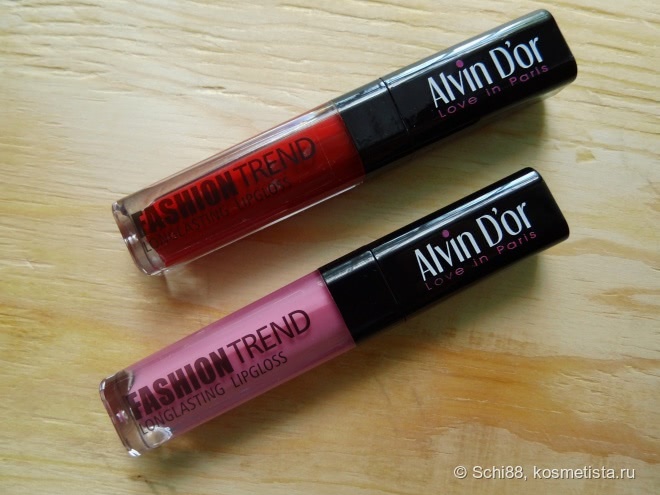 Alvin D'or
Love in Paris
FASHION TREND
LONGLASTING LIPGLOSS
Alvin D'or
Love in Paris
FASHION TREND
LONGLASTING LIPGLOSS
© Schi88, kosmetista.ru